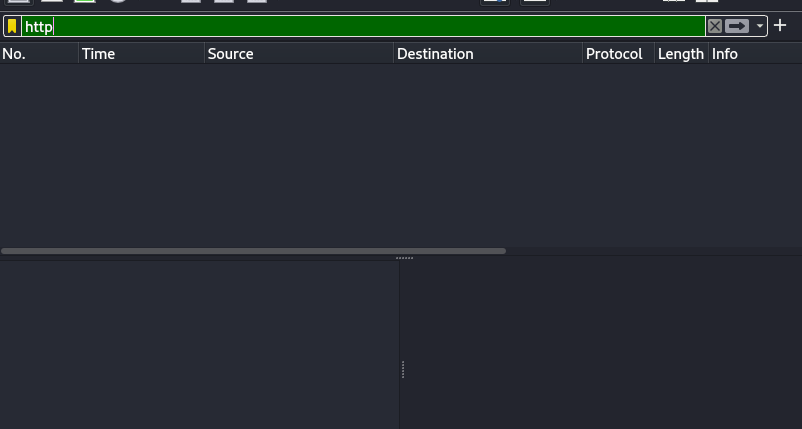 http
No. Time Source Destination Protocol Length Info